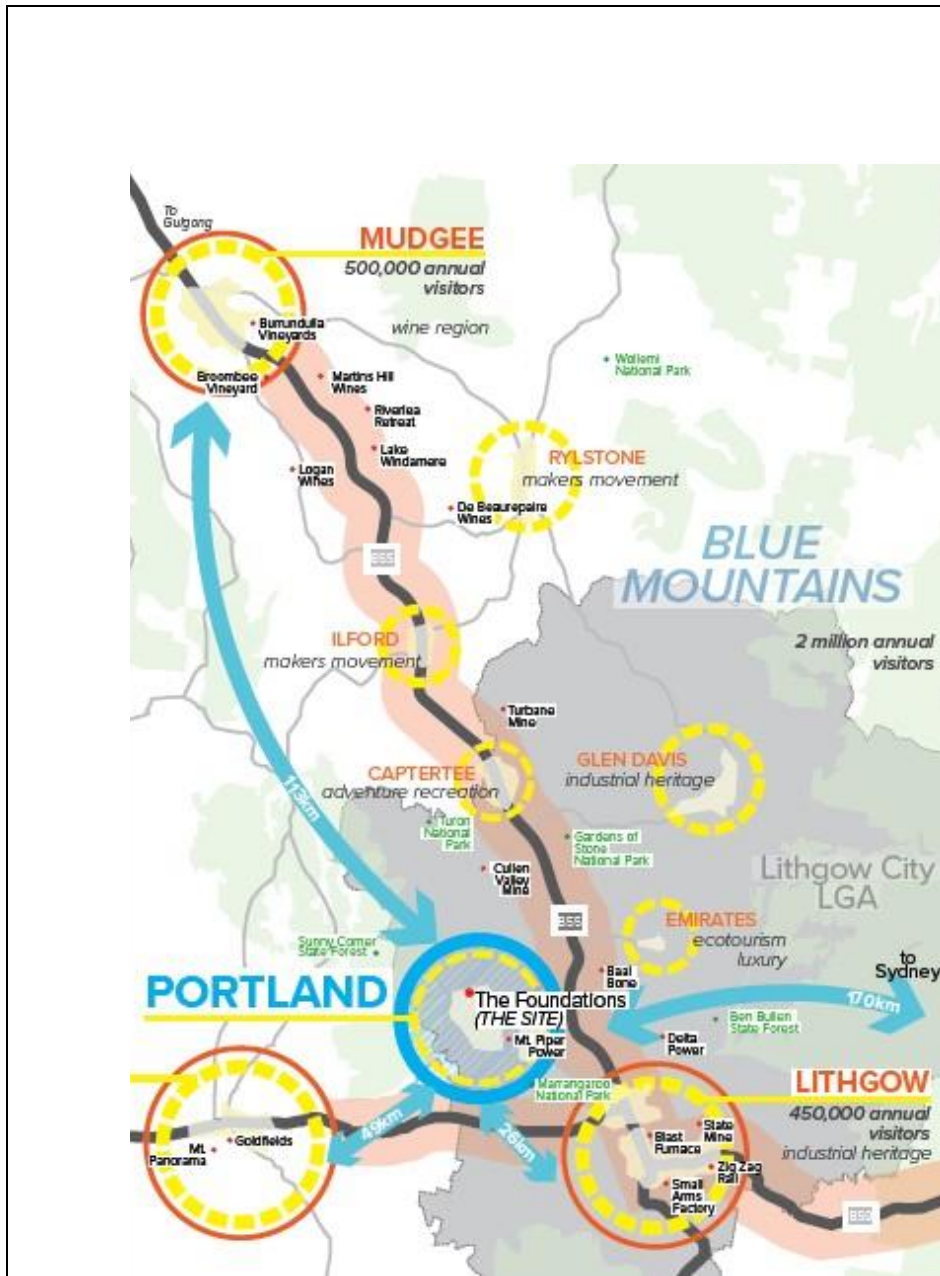 To
Gulgong
MUDGEE
500,000 annual
visitors
wine region
Burrundulla
Vineyards
Broombee
Vineyard
Martins Hill
Wines
Wollemi
National Park
Riverlea
Retreat
Lake
Windamere
Logan
Wines
RYLSTONE
makers movement
De Beaurepaire
Wines
BLUE
MOUNTAINS
2 million annual
visitors
ILFORD
makers movement
Turbane
Mine
CAPTERTEE
adventure recreation
GLEN DAVIS
industrial heritage
113km
Turon
National
Park
Gardens of
Stone
National Park
Cullen
Valley
Mine
Lithgow City
LGA
EMIRATES
ecotourism
luxury
Sunny Corner
State Forest
to
Sydney
Baal
Bone
170km
PORTLAND
The Foundations
(THE SITE)
Mt. Piper
Power
Ben Bullen
State Forest
Delta
Power
Marrangaroo
National Park
LITHGOW
450,000 annual
visitors
industrial heritage
49km
26km
Goldfields
Mt.
Panorama
Blast
Furnace
State
Mine
Zig Zag
Rail
Small
Arms
Factory